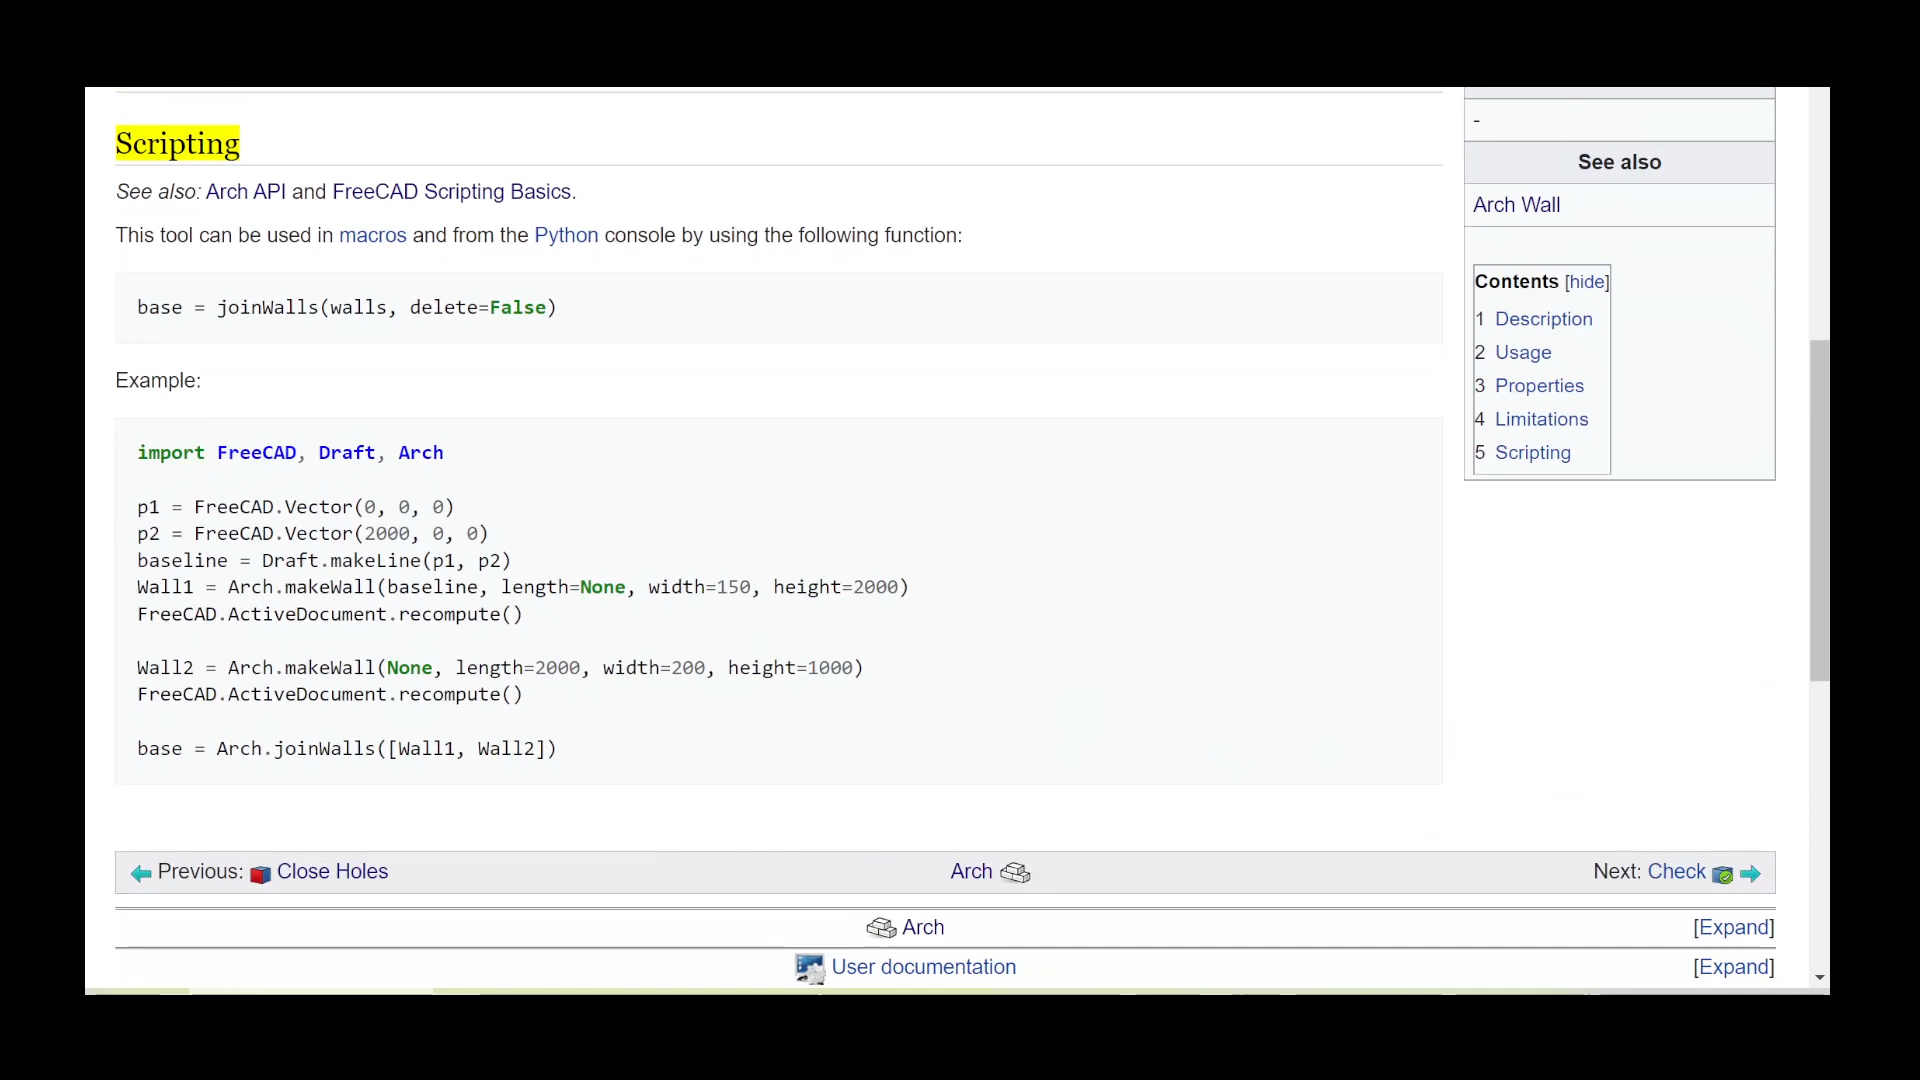 Scripting
See also: Arch API and FreeCAD Scripting Basics.
This tool can be used in macros and from the Python console by using the following function:
base = joinWalls(walls, delete=False)
Example:
import FreeCAD, Draft, Arch
p1 = FreeCAD.Vector(0, 0, 0)
p2 = FreeCAD.Vector(2000, 0, 0)
baseline = Draft.makeLine(p1, p2)
Wall1 = Arch.makeWall(baseline, length=None, width=150, height=2000)
FreeCAD.ActiveDocument.recompute()
Wall2 = Arch.makeWall(None, length=2000, width=200, height=1000)
FreeCAD.ActiveDocument.recompute()
base = Arch.joinWalls([Wall1, Wall2])
-
See also
Arch Wall
Contents [hide]
1 Description
2 Usage
3 Properties
4 Limitations
5 Scripting
Previous: Close Holes
Arch
Next: Check
Arch
[Expand]
User documentation
[Expand]